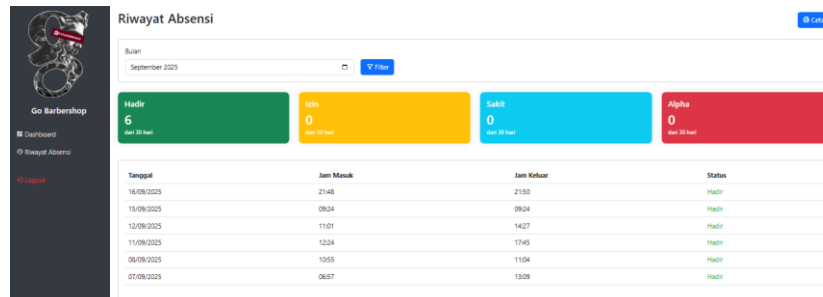 Go Barbershop
Dashboard
Riwayat Absensi
Logout
Riwayat Absensi
Bulan
September 2025
Filter
Hadir
6
dari 30 hari
Izin
0
dari 30 hari
Sakit
0
dari 30 hari
Alpha
0
dari 30 hari
Tanggal Jam Masuk Jam Keluar Status
16/09/2025 21:48 21:50 Hadir
15/09/2025 09:24 09:24 Hadir
12/09/2025 11:01 14:27 Hadir
11/09/2025 12:24 17:45 Hadir
08/09/2025 10:55 11:04 Hadir
07/09/2025 06:57 13:09 Hadir